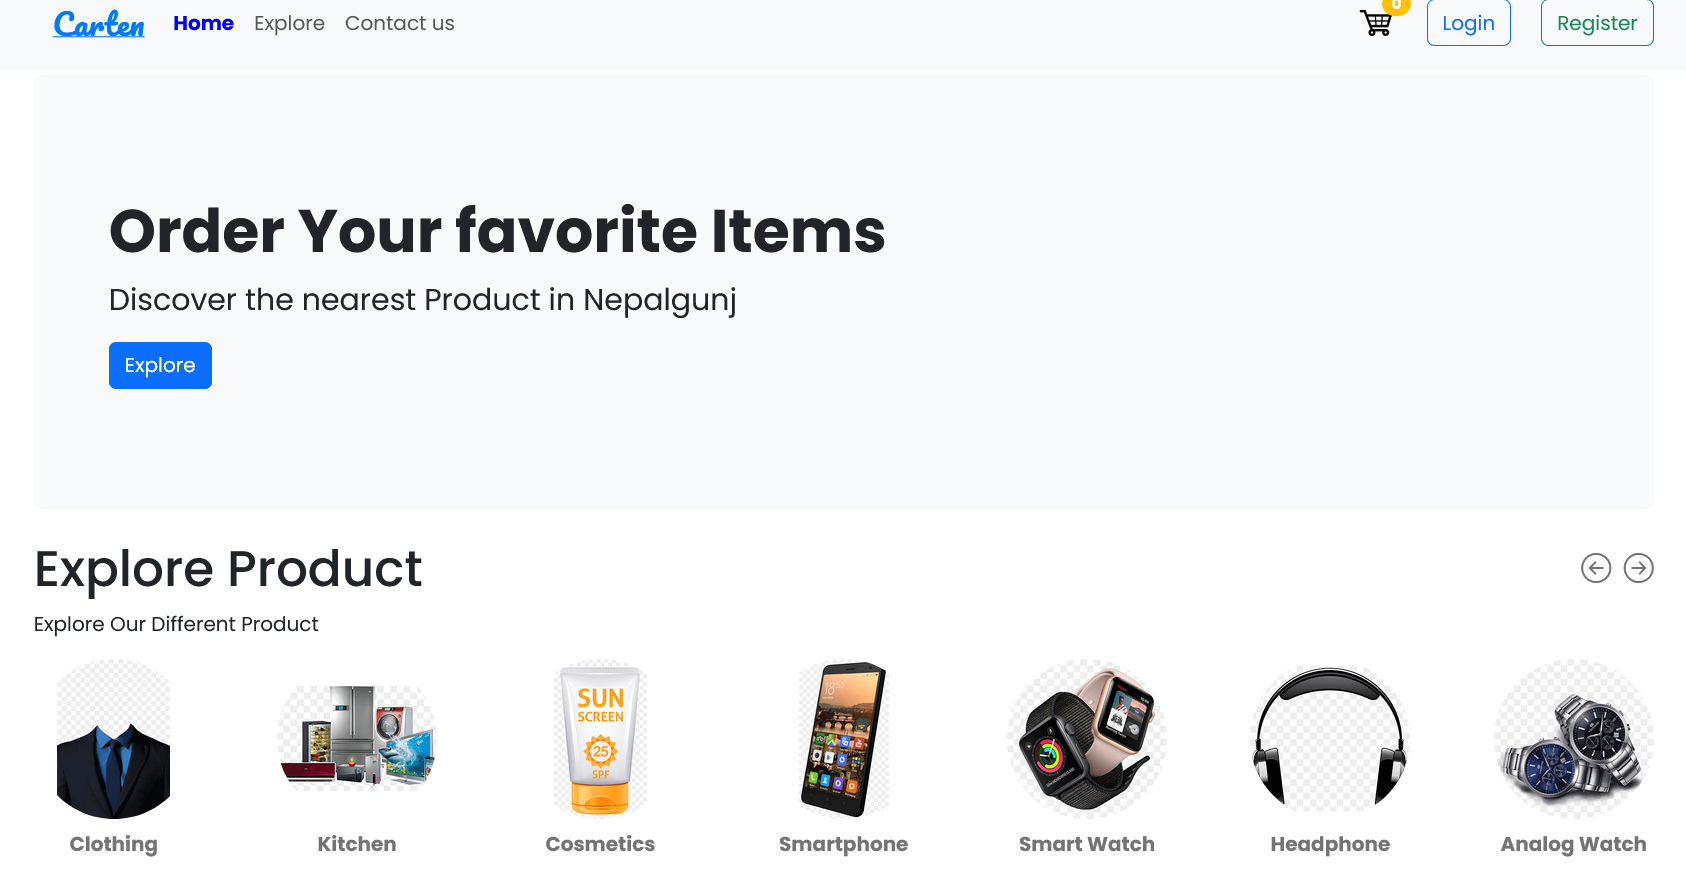 Carten Home Explore Contact us 0 Login Register
Order Your favorite Items
Discover the nearest Product in Nepalgunj
Explore
Explore Product
Explore Our Different Product
SUN
SCREEN
25
SPF
18:52
Clothing Kitchen Cosmetics Smartphone Smart Watch Headphone Analog Watch